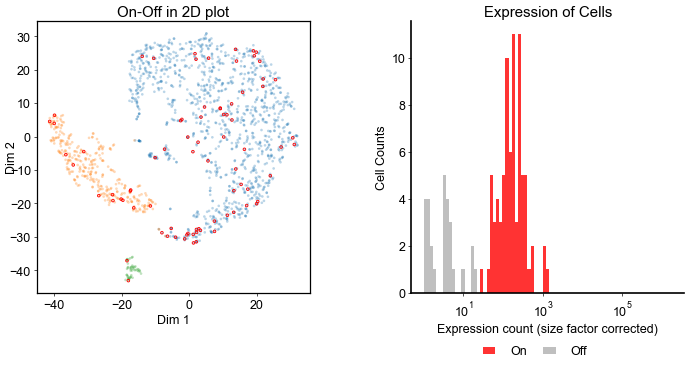 On-Off in 2D plot
30
20
10
0
−10
−20
−30
−40
Dim 2
−40 −20 0 20
Dim 1
Expression of Cells
10
8
6
4
2
0
Cell Counts
10^1 10^3 10^5
Expression count (size factor corrected)
On Off